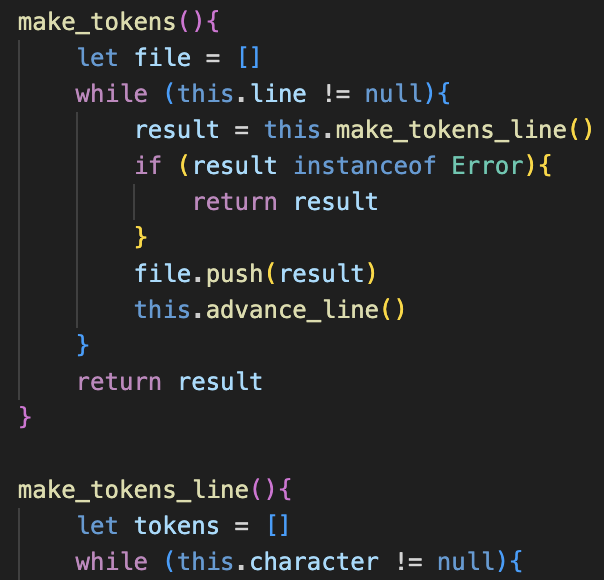 make_tokens(){
    let file = []
    while (this.line != null){
        result = this.make_tokens_line()
        if (result instanceof Error){
            return result
        }
        file.push(result)
        this.advance_line()
    }
    return result
}

make_tokens_line(){
    let tokens = []
    while (this.character != null){